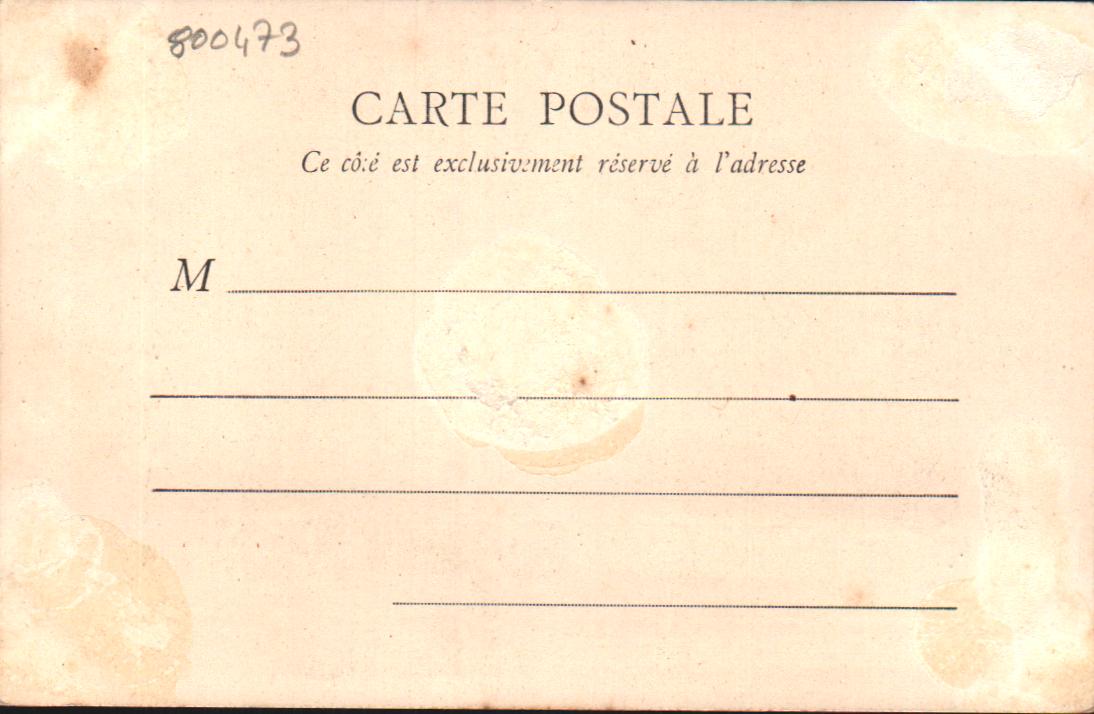 800473
CARTE POSTALE
Ce côté est exclusivement réservé à l'adresse
M